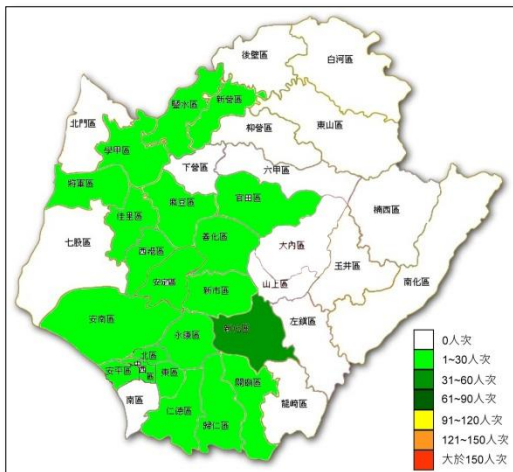 後壁區
白河區
鹽水區
新營區
北門區
學甲區
柳營區
東山區
下營區
六甲區
將軍區
麻豆區
官田區
楠西區
佳里區
七股區
西港區
善化區
大內區
玉井區
安定區
山上區
南化區
新市區
安南區
左鎮區
永康區
北區
中西區
安平區
東區
關廟區
南區
仁德區
歸仁區
龍崎區
0人次
1~30人次
31~60人次
61~90人次
91~120人次
121~150人次
大於150人次